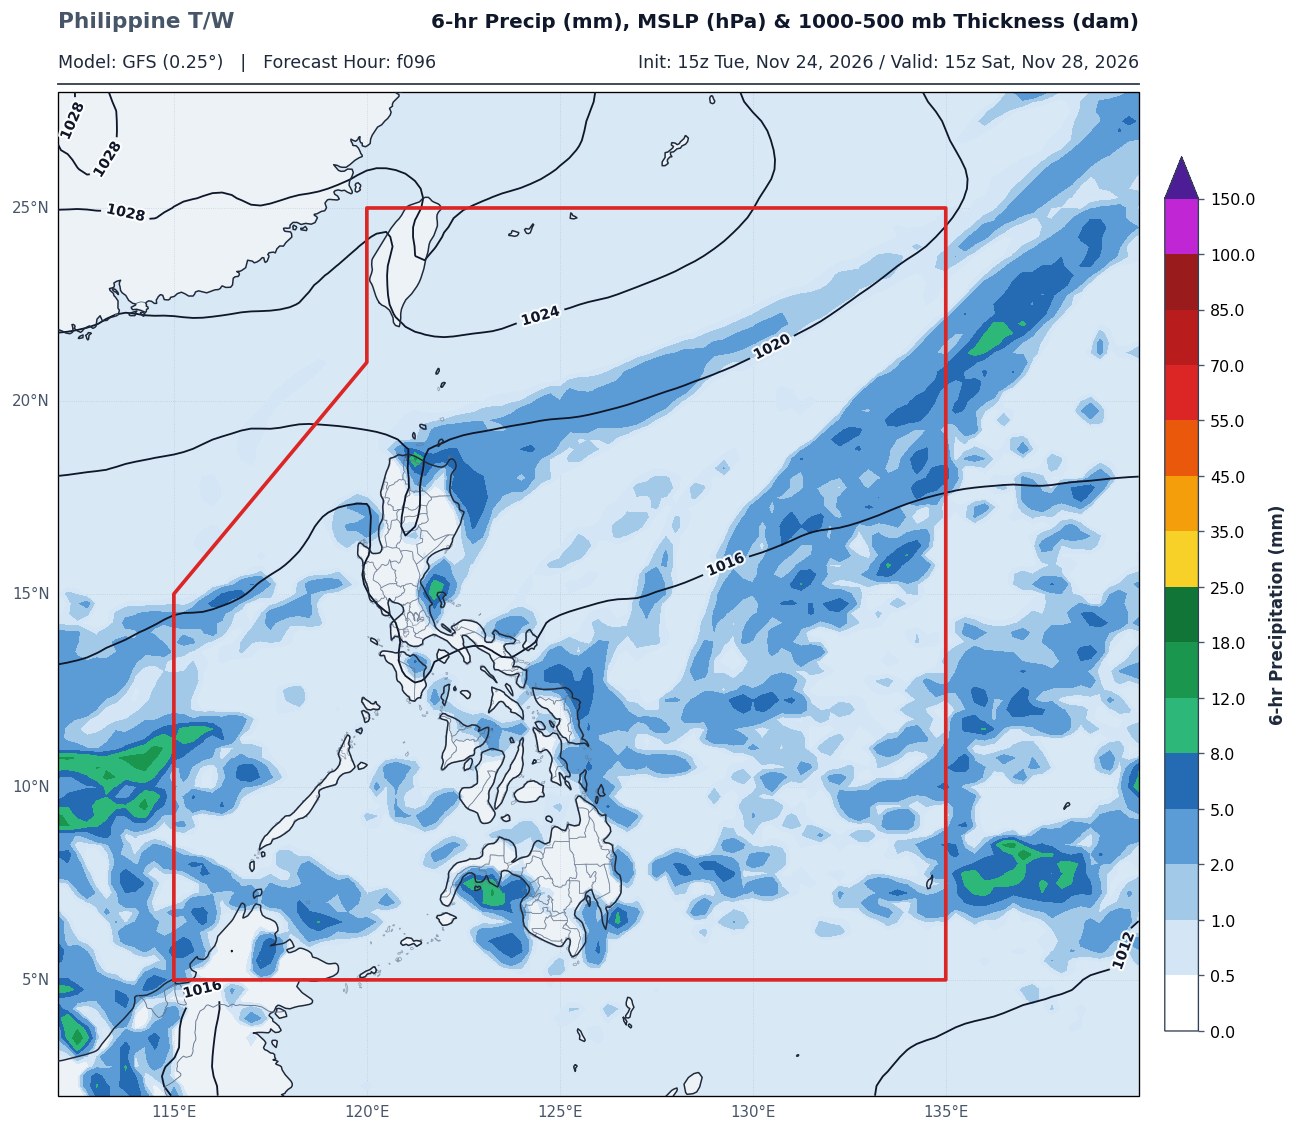 Philippine T/W
6-hr Precip (mm), MSLP (hPa) & 1000-500 mb Thickness (dam)
Model: GFS (0.25°) | Forecast Hour: f096
Init: 15z Tue, Nov 24, 2026 / Valid: 15z Sat, Nov 28, 2026
1028
1028
1028
1024
1020
1016
1016
1012
25°N
20°N
15°N
10°N
5°N
115°E
120°E
125°E
130°E
135°E
150.0
100.0
85.0
70.0
55.0
45.0
35.0
25.0
18.0
12.0
8.0
5.0
2.0
1.0
0.5
0.0
6-hr Precipitation (mm)